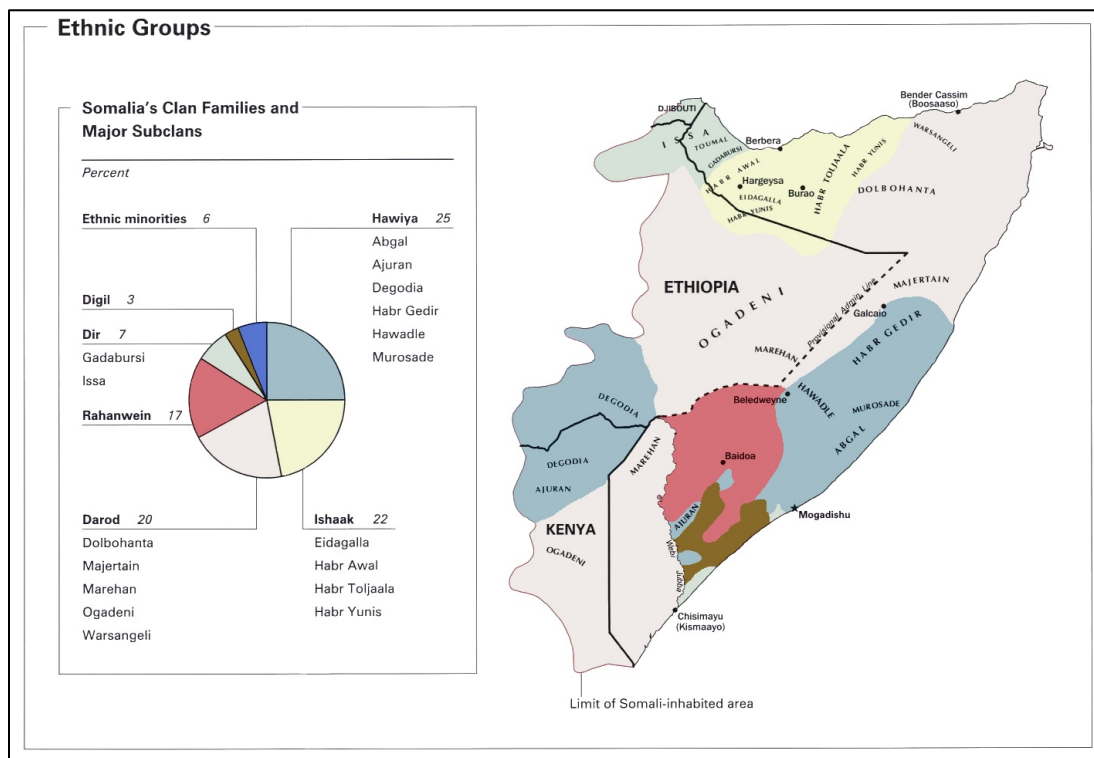 Ethnic Groups
Somalia's Clan Families and
Major Subclans
Percent
Ethnic minorities 6
Digil 3
Dir 7
Gadabursi
Issa
Rahanwein 17
Hawiya 25
Abgal
Ajuran
Degodia
Habr Gedir
Hawadle
Murosade
Darod 20
Dolbohanta
Majertain
Marehan
Ogadeni
Warsangeli
Ishaak 22
Eidagalla
Habr Awal
Habr Toljaala
Habr Yunis
Bender Cassim
(Boosaaso)
DJIBOUTI
ISSA
TOUMAL
GADABURSI
Berbera
WARSANGELI
HABR AWAL
HABR TOLJAALA
HABR YUNIS
Hargeysa
Burao
DOLBOHANTA
EIDAGALLA
HABR YUNIS
ETHIOPIA
OGADENI
MAJERTAIN
Galcaio
Provisional Admin Line
HABR GEDIR
MAREHAN
Beledweyne
HAWADLE
MUROSADE
ABGAL
DEGODIA
DEGODIA
AJURAN
MAREHAN
Baidoa
AJURAN
Mogadishu
KENYA
OGADENI
Webi
Jubba
Chisimayu
(Kismaayo)
Limit of Somali-inhabited area